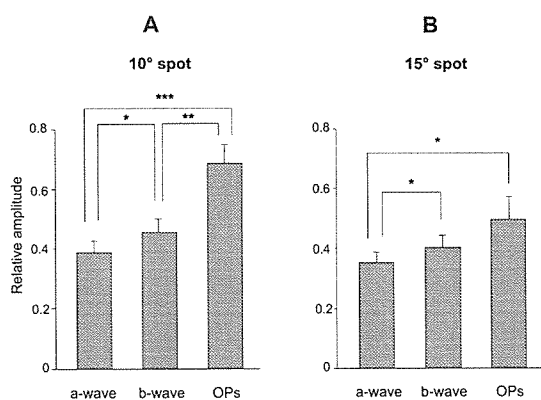 A
10° spot
***
*
**
0.8
0.6
0.4
0.2
0
Relative amplitude
a-wave
b-wave
OPs
B
15° spot
*
*
0.8
0.6
0.4
0.2
0
a-wave
b-wave
OPs